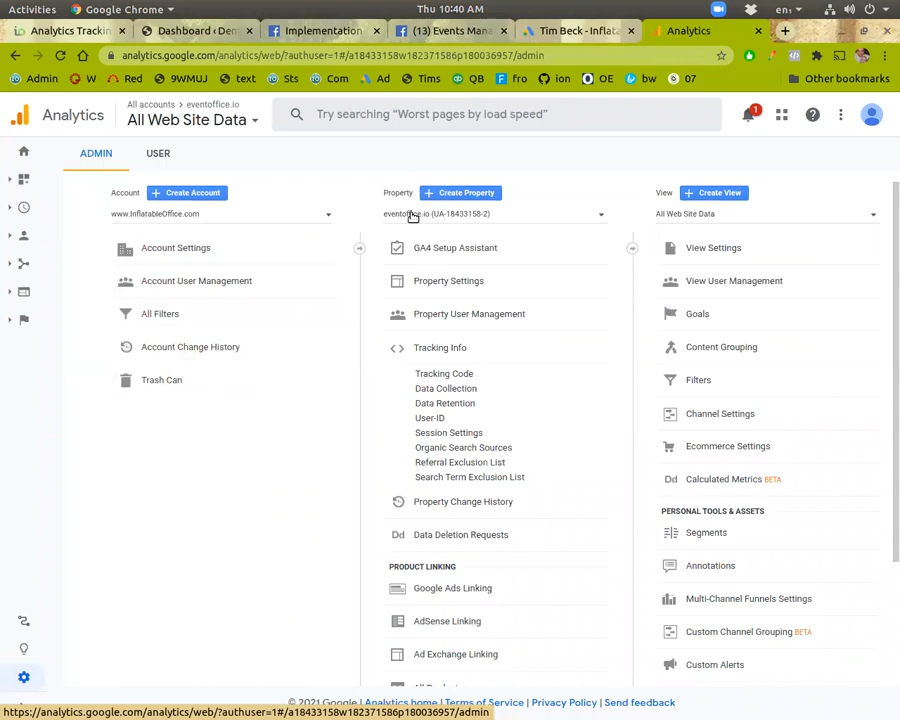 Activities
Google Chrome
Thu 10:40 AM
en₁
Analytics Trackin
Dashboard ‹ Dem
Implementation
(13) Events Mana
Tim Beck - Inflata
Analytics
analytics.google.com/analytics/web/?authuser=1#/a18433158w182371586p180036957/admin
Admin
W
Red
9WMUJ
text
Sts
Com
Ad
Tims
QB
fro
ion
OE
bw
07
Other bookmarks
Analytics
All accounts > eventoffice.io
All Web Site Data
Try searching "Worst pages by load speed"
1
ADMIN
USER
Account
Create Account
www.InflatableOffice.com
Account Settings
Account User Management
All Filters
Account Change History
Trash Can
Property
Create Property
(UA-18433158-2)
GA4 Setup Assistant
Property Settings
Property User Management
Tracking Info
Tracking Code
Data Collection
Data Retention
User-ID
Session Settings
Organic Search Sources
Referral Exclusion List
Search Term Exclusion List
Property Change History
Dd
Data Deletion Requests
PRODUCT LINKING
Google Ads Linking
AdSense Linking
Ad Exchange Linking
View
Create View
All Web Site Data
View Settings
View User Management
Goals
Content Grouping
Filters
Channel Settings
Ecommerce Settings
Dd
Calculated Metrics BETA
PERSONAL TOOLS & ASSETS
Segments
Annotations
Multi-Channel Funnels Settings
Custom Channel Grouping BETA
Custom Alerts
© 2021 Google | Analytics home | Terms of Service | Privacy Policy | Send feedback
https://analytics.google.com/analytics/web/?authuser=1#/a18433158w182371586p180036957/admin